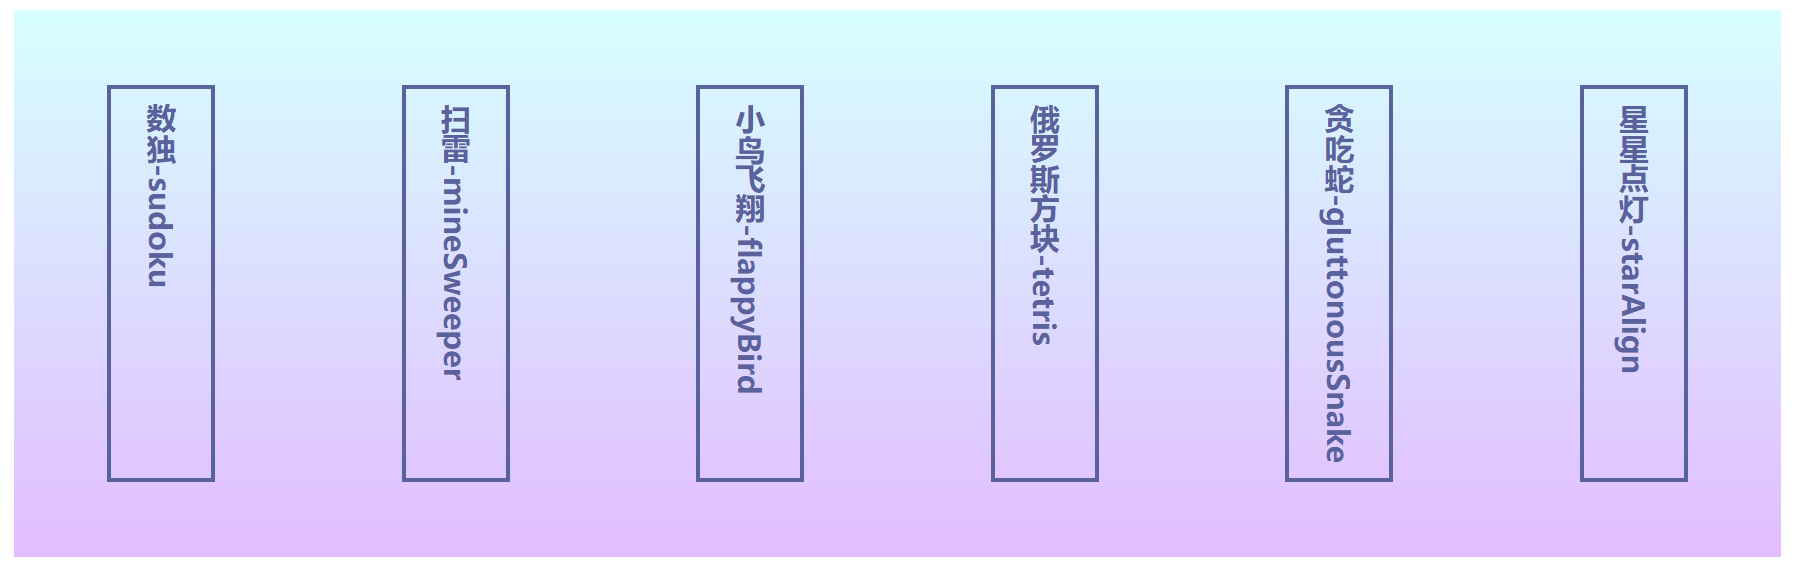 数独-sudoku
扫雷-mineSweeper
小鸟飞翔-flappyBird
俄罗斯方块-tetris
贪吃蛇-gluttonousSnake
星星点灯-starAlign